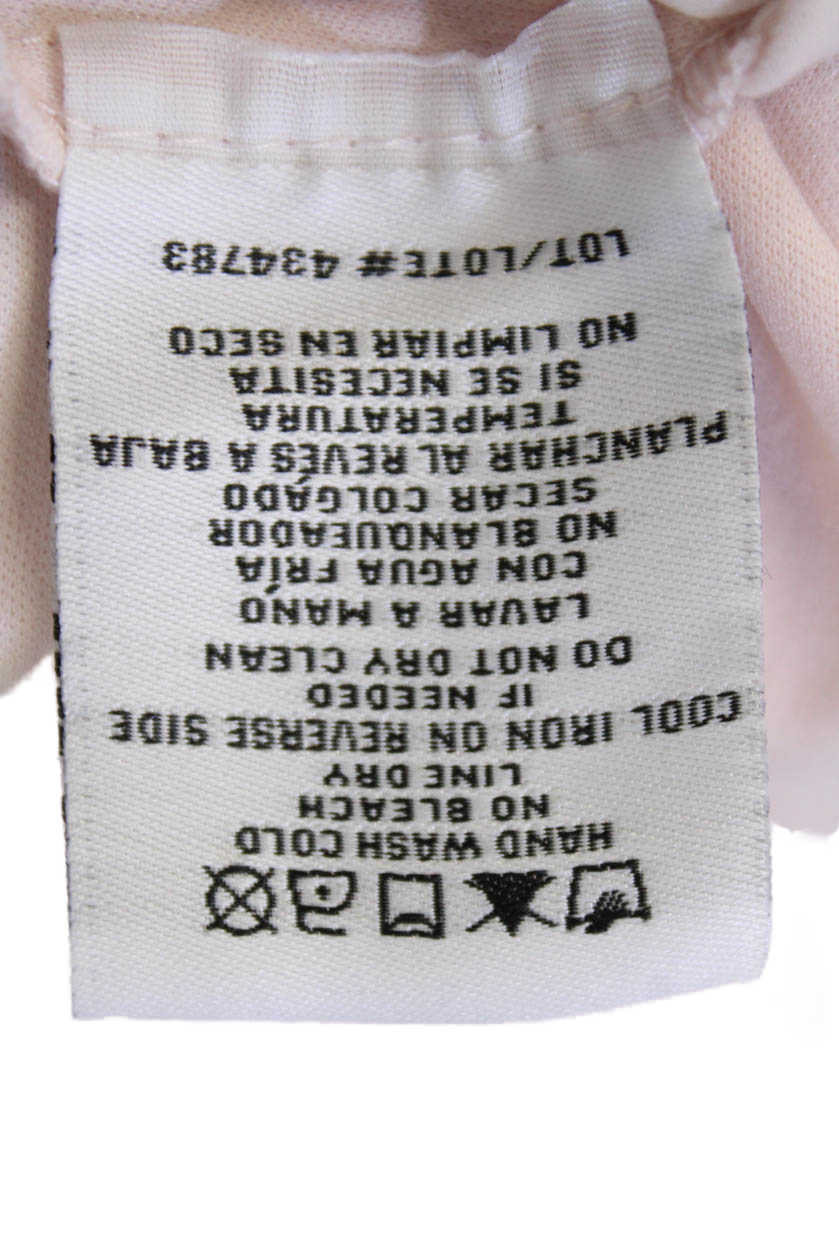 HAND WASH COLD
NO BLEACH
LINE DRY
COOL IRON ON REVERSE SIDE
IF NEEDED
DO NOT DRY CLEAN
LAVAR A MANO
CON AGUA FRÍA
NO BLANQUEADOR
SECAR COLGADO
PLANCHAR AL REVÉS A BAJA
TEMPERATURA
SI SE NECESITA
NO LIMPIAR EN SECO
LOT/LOTE# 434783